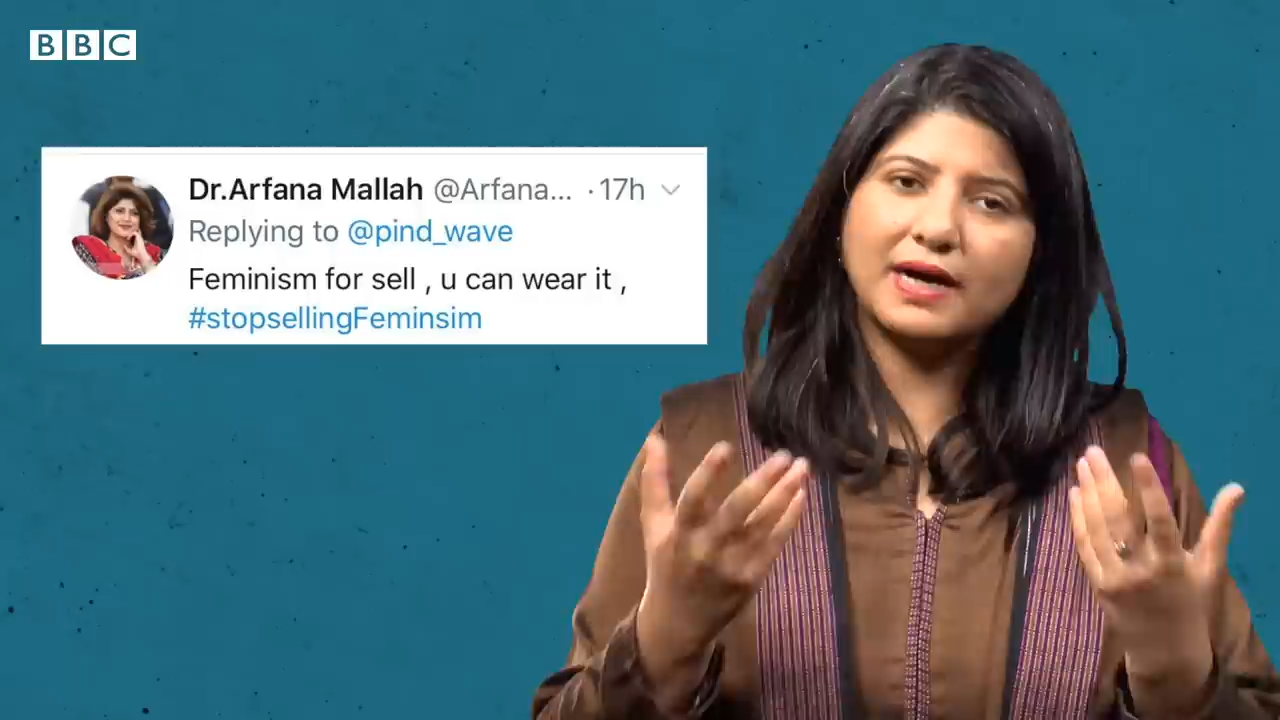 BBC
Dr.Arfana Mallah @Arfana... · 17h
Replying to @pind_wave
Feminism for sell , u can wear it ,
#stopsellingFeminsim